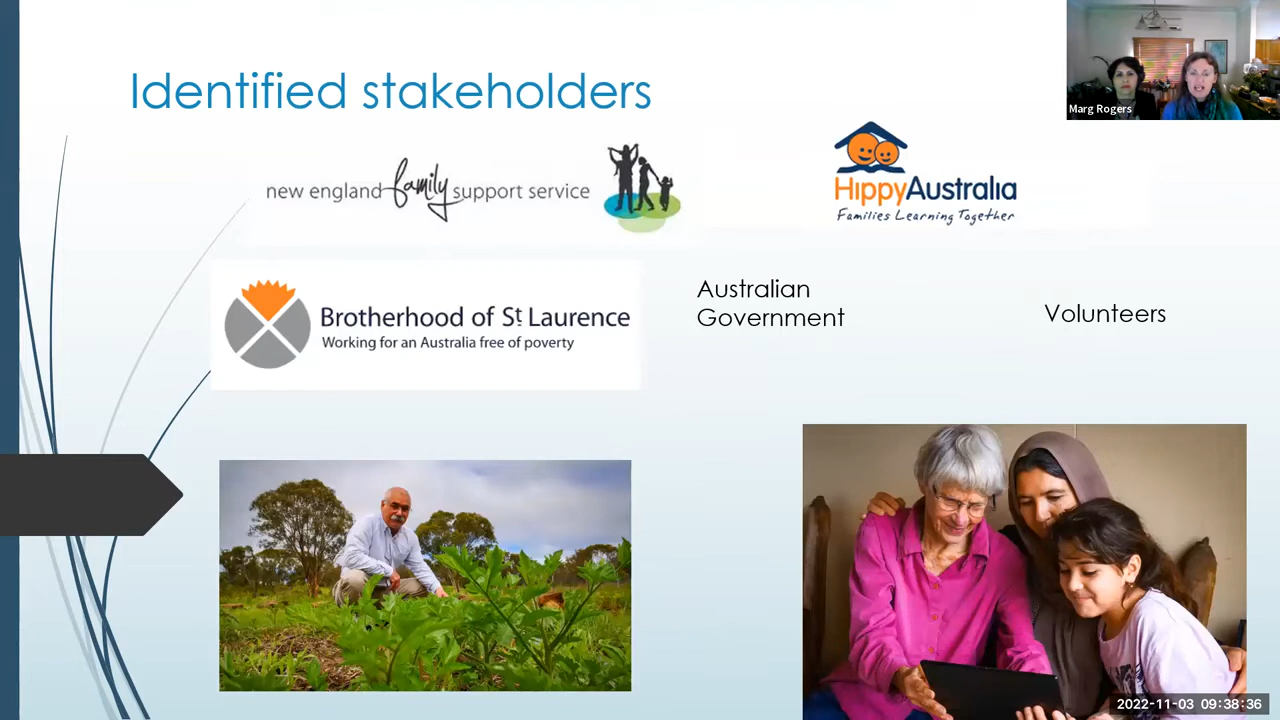 Identified stakeholders
Marg Rogers
new england family support service
HippyAustralia
Families Learning Together
Brotherhood of St Laurence
Working for an Australia free of poverty
Australian
Government
Volunteers
2022-11-03 09:38:36